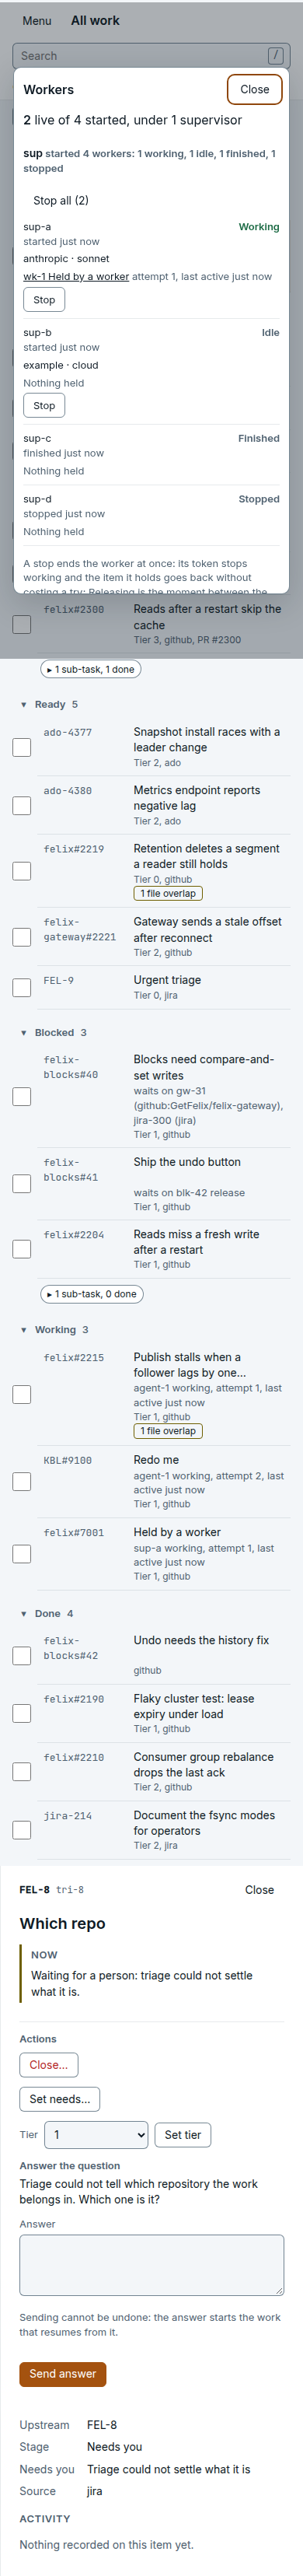 Menu All work
Search /
Workers Close
2 live of 4 started, under 1 supervisor
sup started 4 workers: 1 working, 1 idle, 1 finished, 1
stopped
Stop all (2)
sup-a Working
started just now
anthropic · sonnet
wk-1 Held by a worker attempt 1, last active just now
Stop
sup-b Idle
started just now
example · cloud
Nothing held
Stop
sup-c Finished
finished just now
Nothing held
sup-d Stopped
stopped just now
Nothing held
A stop ends the worker at once: its token stops
working and the item it holds goes back without
costing a try: Releasing is the moment between the
felix#2300 Reads after a restart skip the
cache
Tier 3, github, PR #2300
▸ 1 sub-task, 1 done
▼ Ready 5
ado-4377 Snapshot install races with a
leader change
Tier 2, ado
ado-4380 Metrics endpoint reports
negative lag
Tier 2, ado
felix#2219 Retention deletes a segment
a reader still holds
Tier 0, github
1 file overlap
felix-
gateway#2221
Gateway sends a stale offset
after reconnect
Tier 2, github
FEL-9 Urgent triage
Tier 0, jira
▼ Blocked 3
felix-
blocks#40
Blocks need compare-and-
set writes
waits on gw-31
(github:GetFelix/felix-gateway),
jira-300 (jira)
Tier 1, github
felix-
blocks#41
Ship the undo button
waits on blk-42 release
Tier 1, github
felix#2204 Reads miss a fresh write
after a restart
Tier 1, github
▸ 1 sub-task, 0 done
▼ Working 3
felix#2215 Publish stalls when a
follower lags by one...
agent-1 working, attempt 1, last
active just now
Tier 1, github
1 file overlap
KBL#9100 Redo me
agent-1 working, attempt 2, last
active just now
Tier 1, github
felix#7001 Held by a worker
sup-a working, attempt 1, last
active just now
Tier 1, github
▼ Done 4
felix-
blocks#42
Undo needs the history fix
github
felix#2190 Flaky cluster test: lease
expiry under load
Tier 1, github
felix#2210 Consumer group rebalance
drops the last ack
Tier 2, github
jira-214 Document the fsync modes
for operators
Tier 2, jira
FEL-8 tri-8 Close
Which repo
NOW
Waiting for a person: triage could not settle
what it is.
Actions
Close...
Set needs...
Tier 1 Set tier
Answer the question
Triage could not tell which repository the work
belongs in. Which one is it?
Answer
Sending cannot be undone: the answer starts the work
that resumes from it.
Send answer
Upstream FEL-8
Stage Needs you
Needs you Triage could not settle what it is
Source jira
ACTIVITY
Nothing recorded on this item yet.